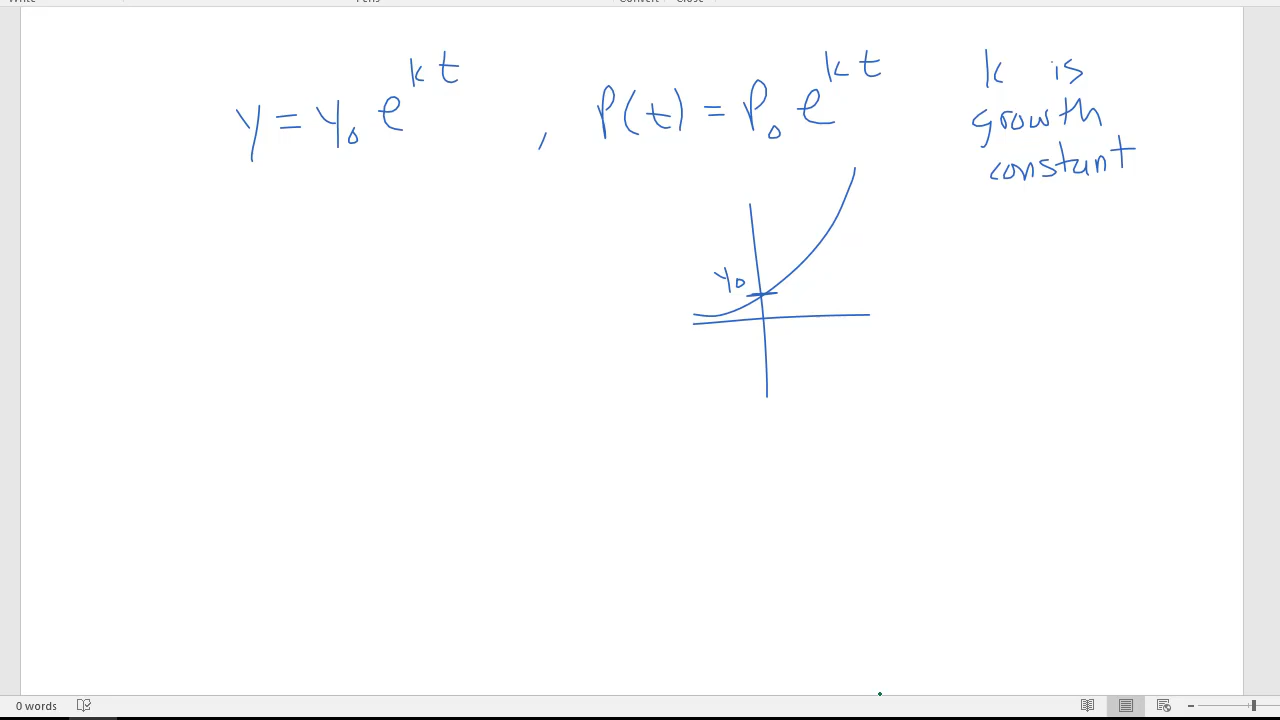 y = y₀ e^{kt} , P(t) = P₀ e^{kt}
k is
growth
constant
y₀
0 words